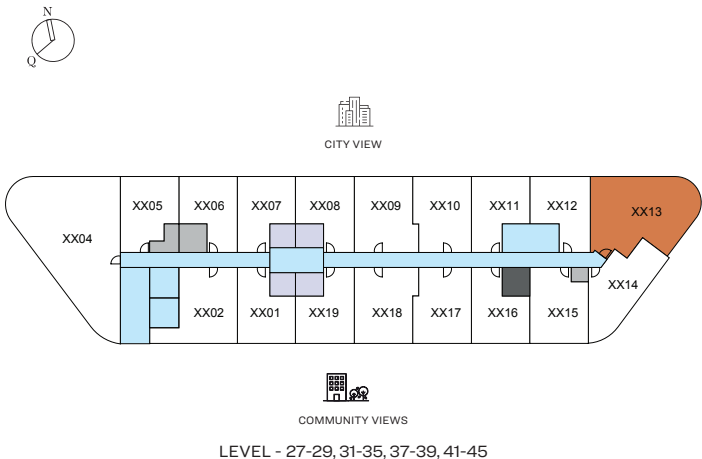 N
Q
CITY VIEW
XX05 XX06 XX07 XX08 XX09 XX10 XX11 XX12 XX13
XX04
XX14
XX02 XX01 XX19 XX18 XX17 XX16 XX15
COMMUNITY VIEWS
LEVEL - 27-29, 31-35, 37-39, 41-45